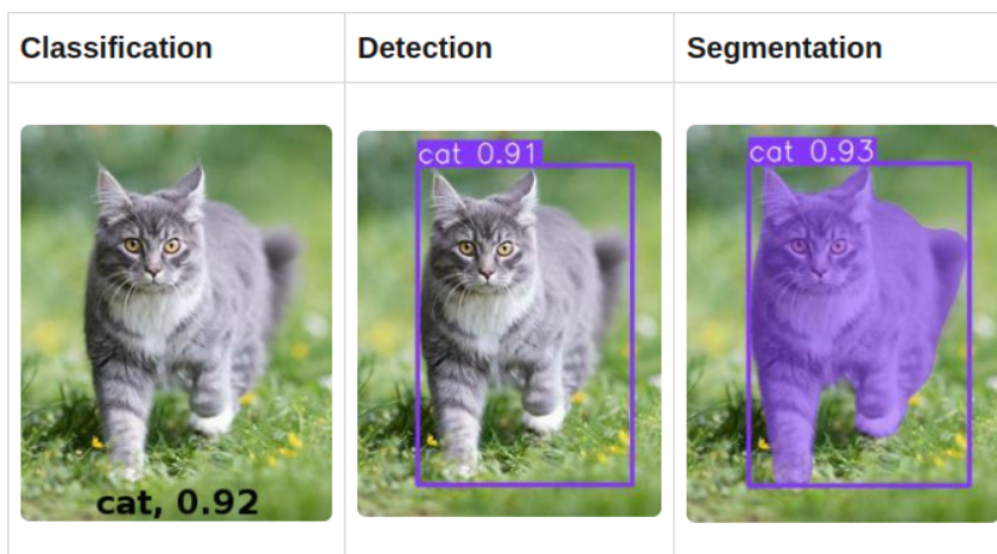 Classification
Detection
Segmentation
cat, 0.92
cat 0.91
cat 0.93